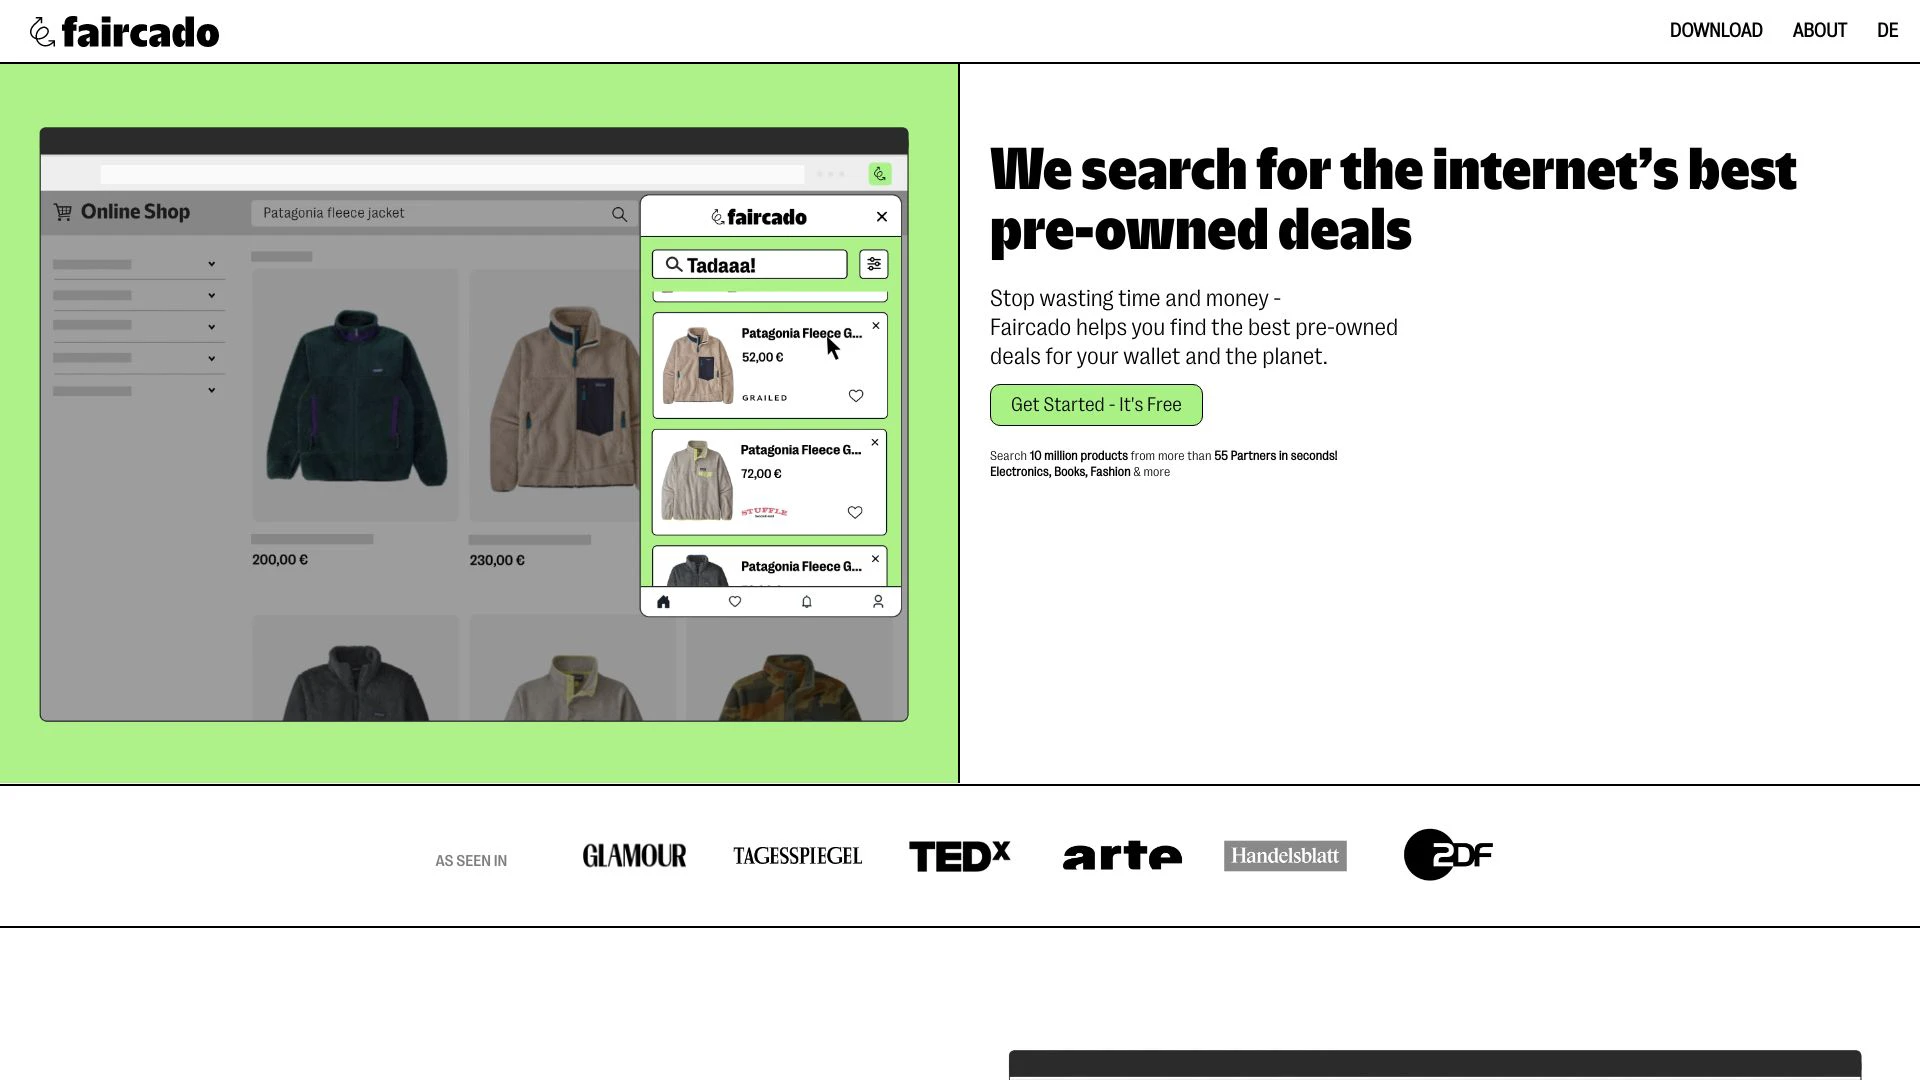 faircado
DOWNLOAD
ABOUT
DE
Online Shop
Patagonia fleece jacket
faircado
Tadaaa!
Patagonia Fleece G...
52,00 €
GRAILED
Patagonia Fleece G...
72,00 €
STUFFLE
Patagonia Fleece G...
200,00 €
230,00 €
We search for the internet’s best
pre-owned deals
Stop wasting time and money -
Faircado helps you find the best pre-owned
deals for your wallet and the planet.
Get Started - It's Free
Search 10 million products from more than 55 Partners in seconds!
Electronics, Books, Fashion & more
AS SEEN IN
GLAMOUR
TAGESSPIEGEL
TEDx
arte
Handelsblatt
ZDF